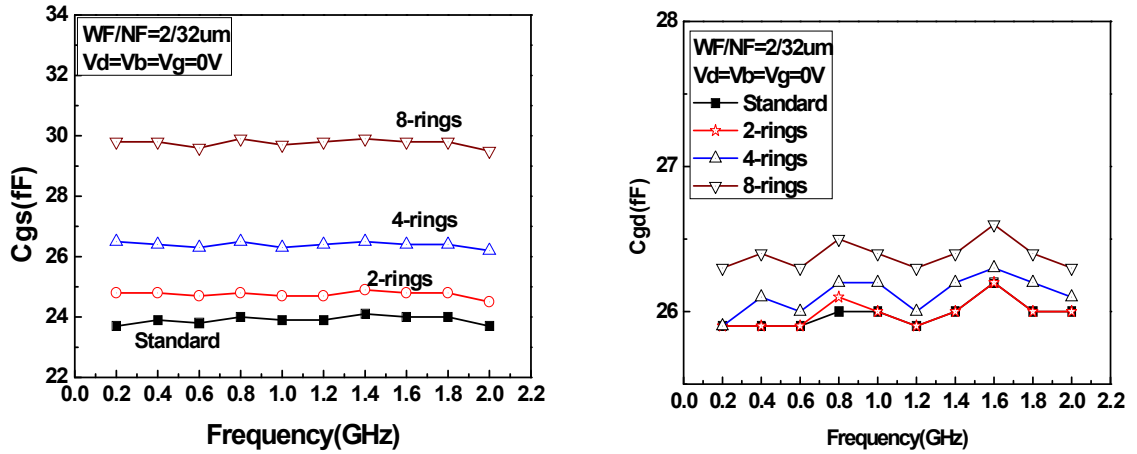 WF/NF=2/32um
Vd=Vb=Vg=0V
8-rings
4-rings
2-rings
Standard
Cgs(fF)
34
32
30
28
26
24
22
0.0 0.2 0.4 0.6 0.8 1.0 1.2 1.4 1.6 1.8 2.0 2.2
Frequency(GHz)
WF/NF=2/32um
Vd=Vb=Vg=0V
Standard
2-rings
4-rings
8-rings
Cgd(fF)
28
27
26
0.0 0.2 0.4 0.6 0.8 1.0 1.2 1.4 1.6 1.8 2.0 2.2
Frequency(GHz)